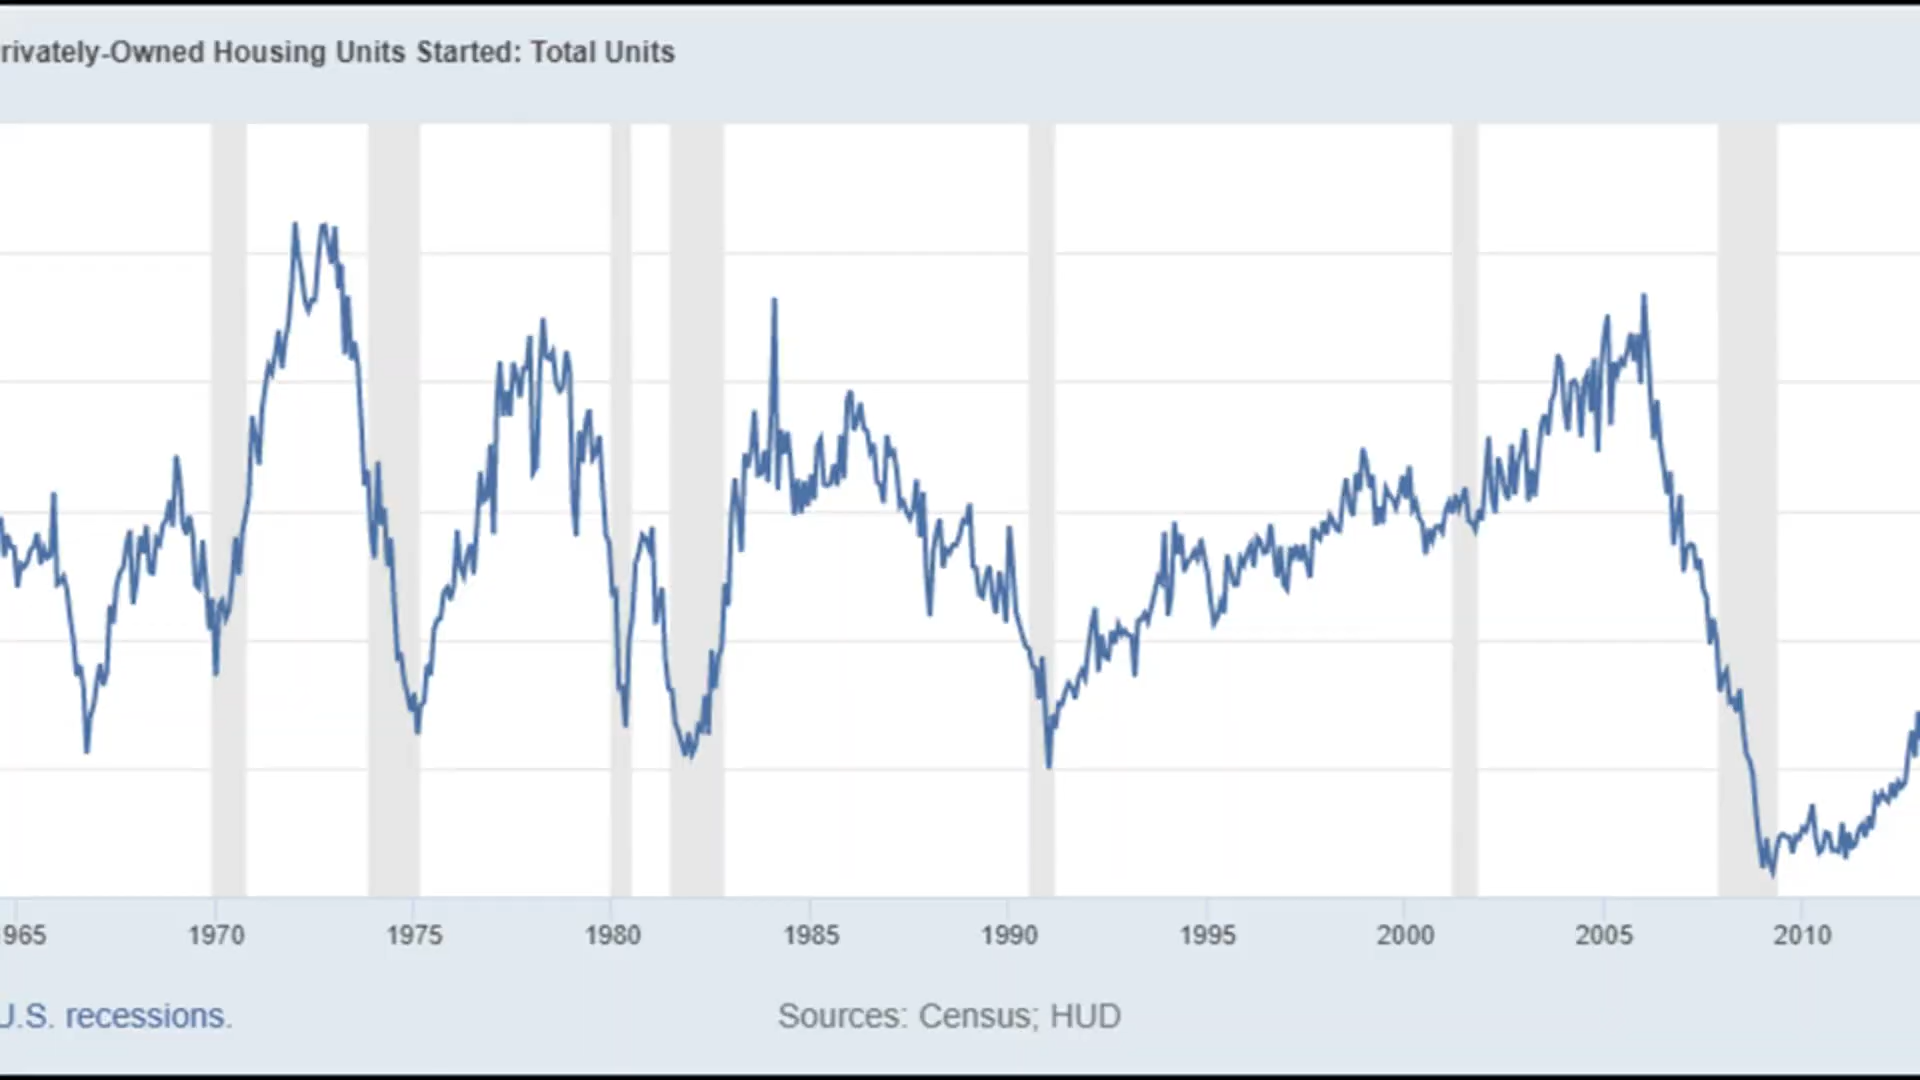 rivately-Owned Housing Units Started: Total Units
965 1970 1975 1980 1985 1990 1995 2000 2005 2010
U.S. recessions. Sources: Census; HUD